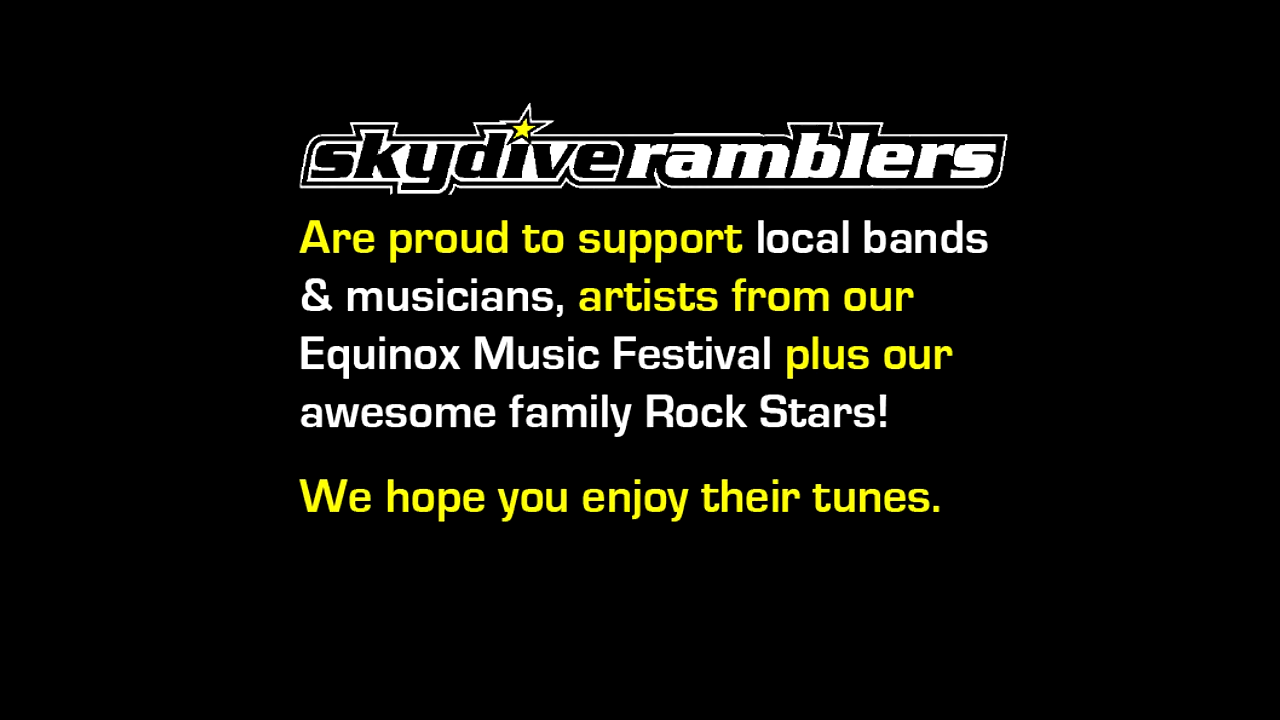 skydiveramblers
Are proud to support local bands
& musicians, artists from our
Equinox Music Festival plus our
awesome family Rock Stars!
We hope you enjoy their tunes.